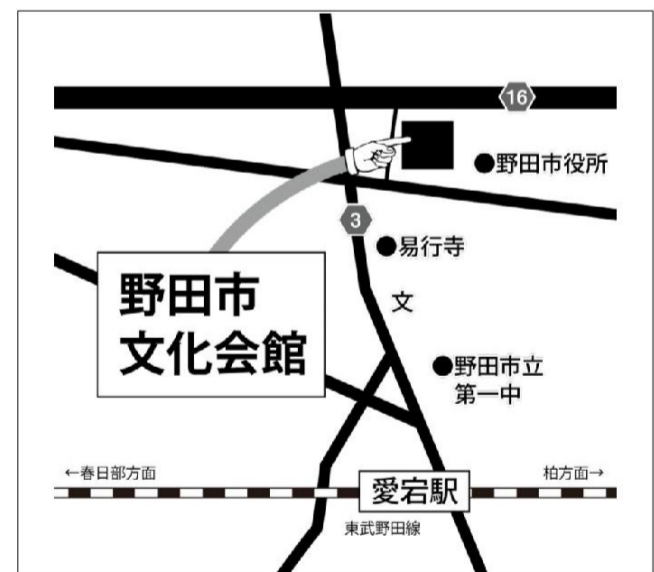 16
野田市役所
3
易行寺
野田市
文化会館
文
野田市立
第一中
←春日部方面
愛宕駅
柏方面→
東武野田線